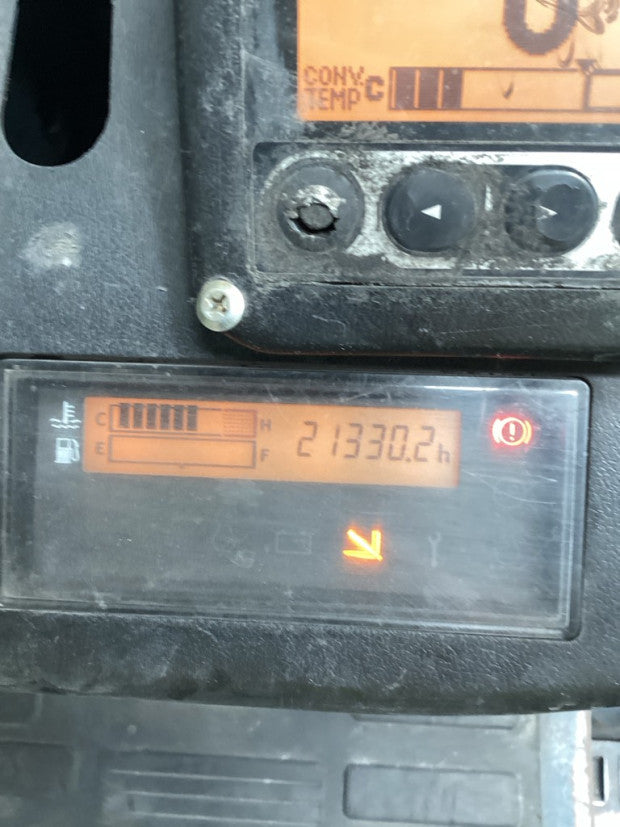 CONV.
TEMP C
C H 21330.2h
E F